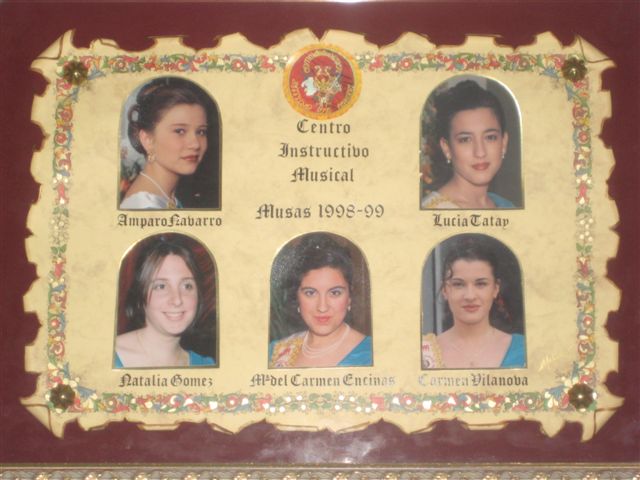 Centro
Instructivo
Musical
Musas 1998-99
Amparo Navarro
Lucia Tatay
Natalia Gomez
Mª del Carmen Encinas
Carmen Vilanova